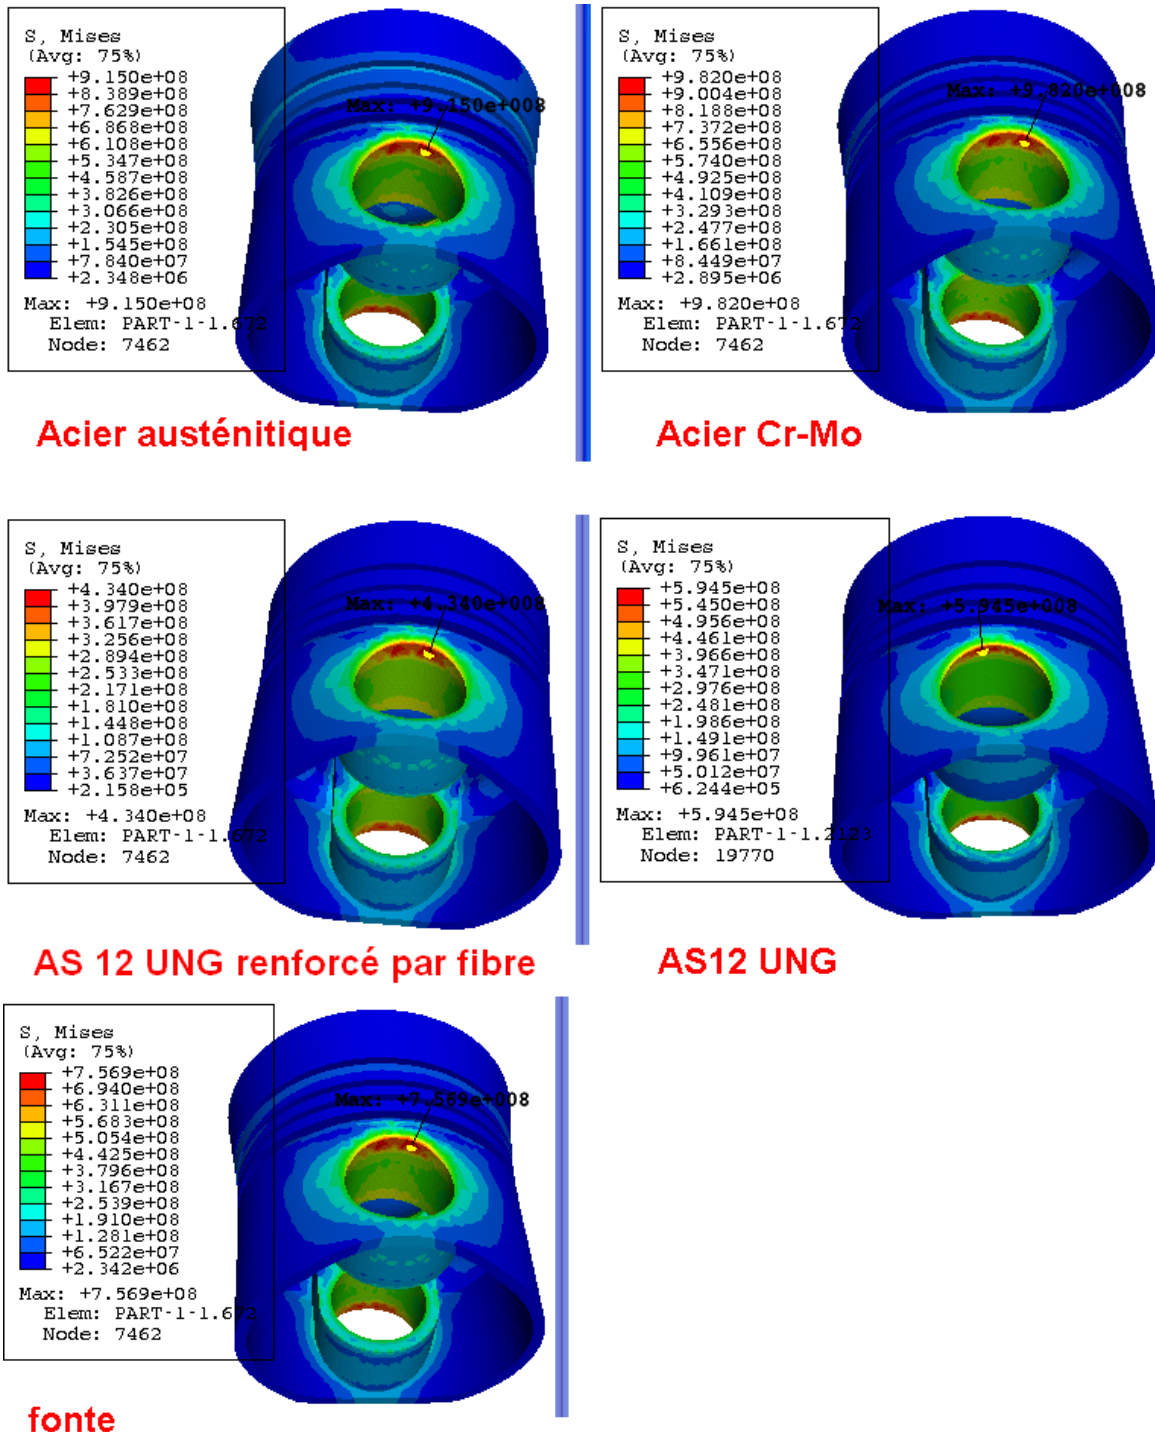 S, Mises
(Avg: 75%)
+9.150e+08
+8.389e+08
+7.629e+08
+6.868e+08
+6.108e+08
+5.347e+08
+4.587e+08
+3.826e+08
+3.066e+08
+2.305e+08
+1.545e+08
+7.840e+07
+2.348e+06
Max: +9.150e+08
Elem: PART-1-1.672
Node: 7462
Max: +9.150e+008
Acier austénitique
S, Mises
(Avg: 75%)
+9.820e+08
+9.004e+08
+8.188e+08
+7.372e+08
+6.556e+08
+5.740e+08
+4.925e+08
+4.109e+08
+3.293e+08
+2.477e+08
+1.661e+08
+8.449e+07
+2.895e+06
Max: +9.820e+08
Elem: PART-1-1.672
Node: 7462
Max: +9.820e+008
Acier Cr-Mo
S, Mises
(Avg: 75%)
+4.340e+08
+3.979e+08
+3.617e+08
+3.256e+08
+2.894e+08
+2.533e+08
+2.171e+08
+1.810e+08
+1.448e+08
+1.087e+08
+7.252e+07
+3.637e+07
+2.158e+05
Max: +4.340e+08
Elem: PART-1-1.672
Node: 7462
Max: +4.340e+008
AS 12 UNG renforcé par fibre
S, Mises
(Avg: 75%)
+5.945e+08
+5.450e+08
+4.956e+08
+4.461e+08
+3.966e+08
+3.471e+08
+2.976e+08
+2.481e+08
+1.986e+08
+1.491e+08
+9.961e+07
+5.012e+07
+6.244e+05
Max: +5.945e+08
Elem: PART-1-1.2123
Node: 19770
Max: +5.945e+008
AS12 UNG
S, Mises
(Avg: 75%)
+7.569e+08
+6.940e+08
+6.311e+08
+5.683e+08
+5.054e+08
+4.425e+08
+3.796e+08
+3.167e+08
+2.539e+08
+1.910e+08
+1.281e+08
+6.522e+07
+2.342e+06
Max: +7.569e+08
Elem: PART-1-1.672
Node: 7462
Max: +7.569e+008
fonte